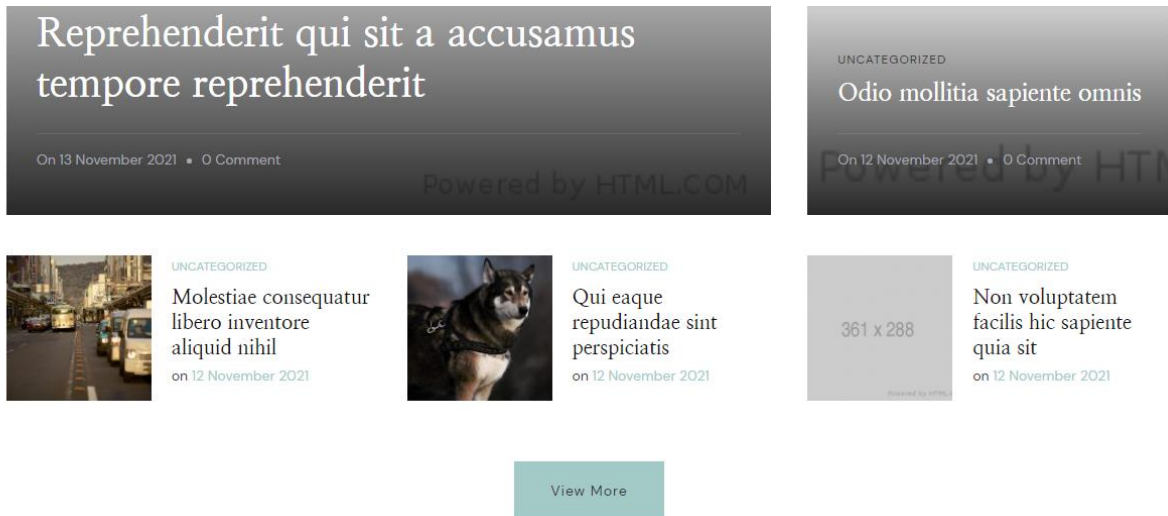 Reprehenderit qui sit a accusamus
tempore reprehenderit
On 13 November 2021 • 0 Comment
Powered by HTML.COM
UNCATEGORIZED
Odio mollitia sapiente omnis
On 12 November 2021 • 0 Comment
Powered by HTM
UNCATEGORIZED
Molestiae consequatur
libero inventore
aliquid nihil
on 12 November 2021
UNCATEGORIZED
Qui eaque
repudiandae sint
perspiciatis
on 12 November 2021
361 x 288
Powered by HTML
UNCATEGORIZED
Non voluptatem
facilis hic sapiente
quia sit
on 12 November 2021
View More